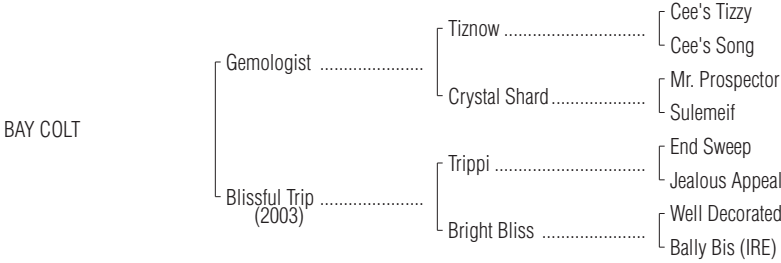 Cee's Tizzy
Tiznow ..............................
Cee's Song
Gemologist ......................
Mr. Prospector
Crystal Shard....................
Sulemeif
BAY COLT
End Sweep
Trippi ................................
Jealous Appeal
Blissful Trip ......................
(2003)
Well Decorated
Bright Bliss ......................
Bally Bis (IRE)